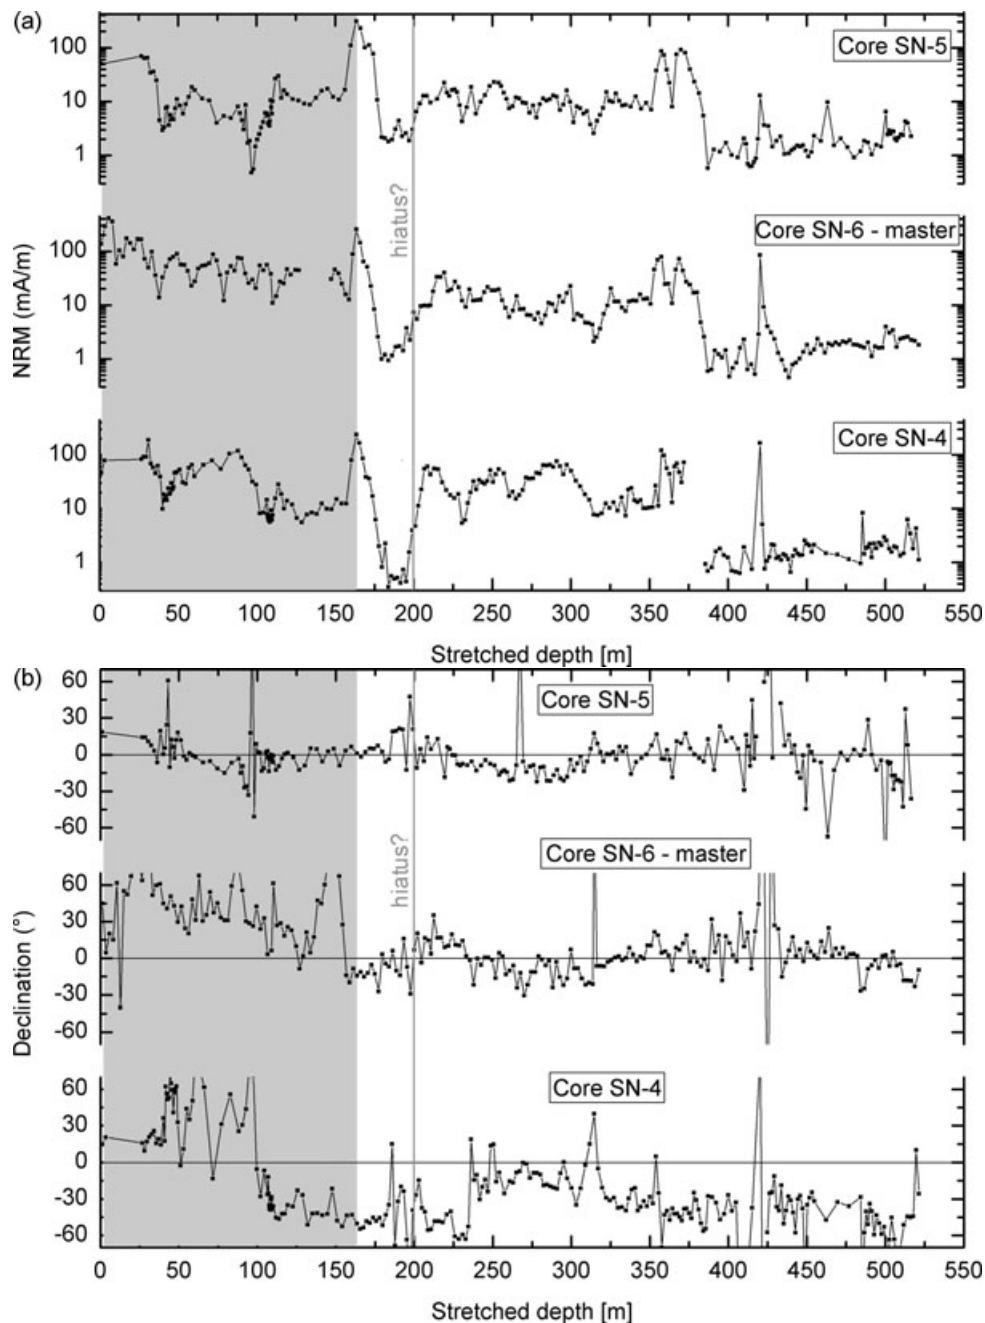 (a)
Core SN-5
100
10
1
hiatus?
Core SN-6 - master
NRM (mA/m)
100
10
1
Core SN-4
100
10
1
0 50 100 150 200 250 300 350 400 450 500 550
Stretched depth [m]
(b)
60
30
0
-30
-60
Core SN-5
hiatus?
Core SN-6 - master
Declination (°)
60
30
0
-30
-60
Core SN-4
60
30
0
-30
-60
0 50 100 150 200 250 300 350 400 450 500 550
Stretched depth [m]